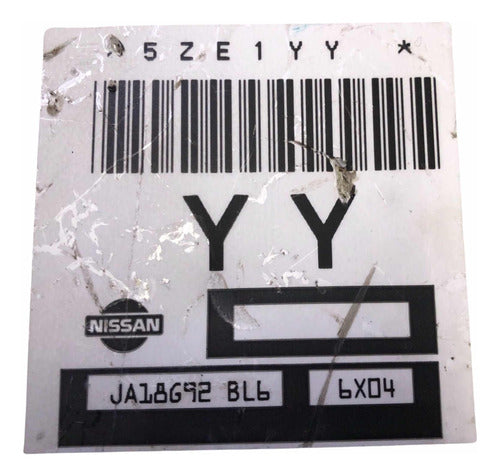 *5ZE1YY*
YY
NISSAN
JA18G92 BL6 6X04